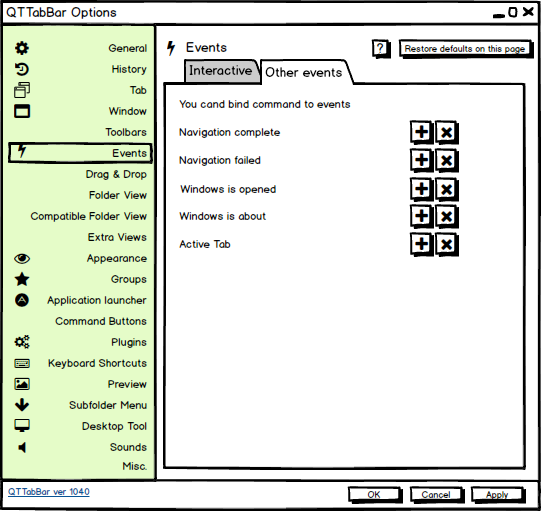 QTTabBar Options
General
History
Tab
Window
Toolbars
Events
Drag & Drop
Folder View
Compatible Folder View
Extra Views
Appearance
Groups
A
Application launcher
Command Buttons
Plugins
Keyboard Shortcuts
Preview
Subfolder Menu
Desktop Tool
Sounds
Misc.
Events
?
Restore defaults on this page
Interactive
Other events
You cand bind command to events
Navigation complete
Navigation failed
Windows is opened
Windows is about
Active Tab
QTTabBar ver 1040
OK
Cancel
Apply